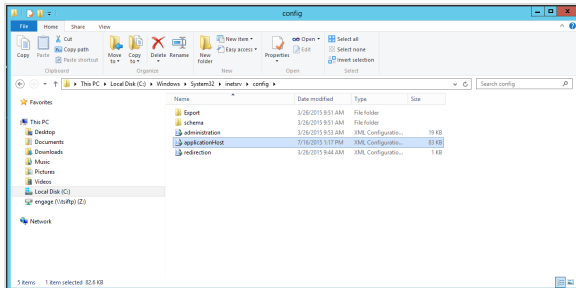 config
File Home Share View
Copy Paste Cut
Copy path
Paste shortcut
Clipboard
Move to Copy to Delete Rename
Organize
New folder New item
Easy access
New
Properties Open
Edit
Open
Select all
Select none
Invert selection
Select
This PC Local Disk (C:) Windows System32 inetsrv config
Search config
Name Date modified Type Size
Favorites
Export 3/26/2015 9:51 AM File folder
schema 3/26/2015 9:51 AM File folder
This PC
administration 3/26/2015 9:53 AM XML Configuratio... 19 KB
Desktop
applicationHost 7/16/2015 1:17 PM XML Configuratio... 83 KB
Documents
redirection 3/26/2015 9:44 AM XML Configuratio... 1 KB
Downloads
Music
Pictures
Videos
Local Disk (C:)
engage (\\tsiftp) (Z:)
Network
5 items 1 item selected 82.6 KB